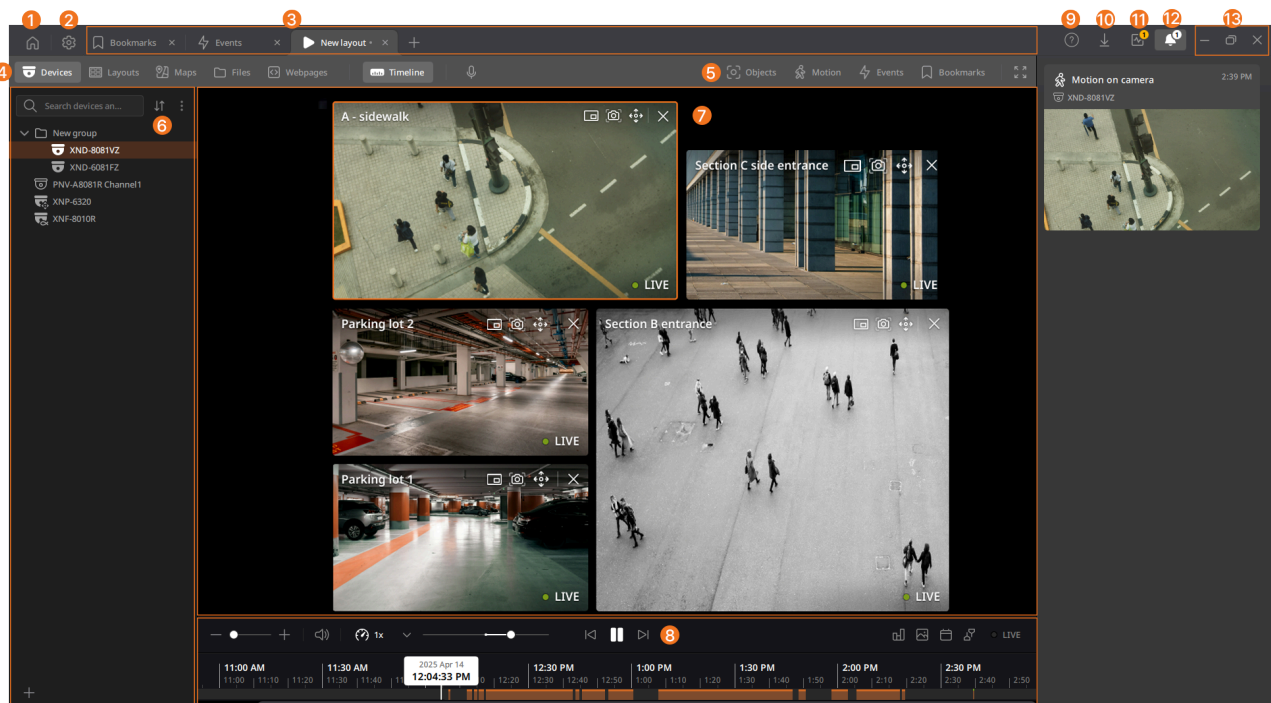 1 2 3 9 10 11 12 13
Bookmarks Events New layout 1 1
4 Devices Layouts Maps Files Webpages Timeline 5 Objects Motion Events Bookmarks
Search devices an...
6
New group
XND-8081VZ
XND-6081FZ
PNV-A8081R Channel1
XNP-6320
XNF-8010R
A - sidewalk
LIVE
7
Section C side entrance
LIVE
Parking lot 2
LIVE
Section B entrance
LIVE
Parking lot 1
LIVE
Motion on camera 2:39 PM
XND-8081VZ
1x 8 LIVE
2025 Apr 14
12:04:33 PM
11:00 AM 11:30 AM 12:30 PM 1:00 PM 1:30 PM 2:00 PM 2:30 PM
11:00 11:10 11:20 11:30 11:40 12:20 12:30 12:40 12:50 1:00 1:10 1:20 1:30 1:40 1:50 2:00 2:10 2:20 2:30 2:40 2:50